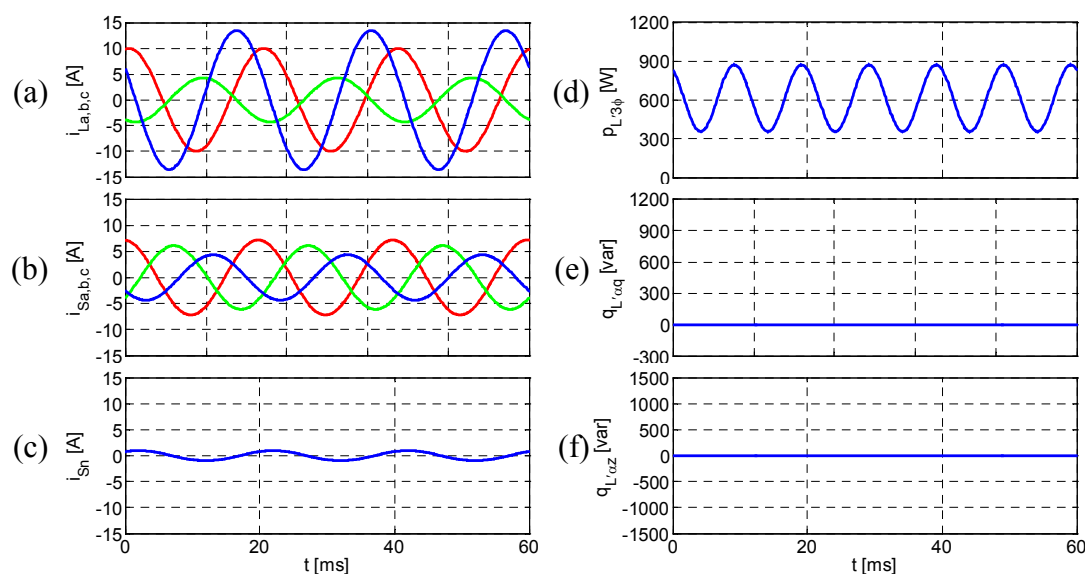 (a)
i_La,b,c [A]
15
10
5
0
-5
-10
-15
(b)
i_Sa,b,c [A]
15
10
5
0
-5
-10
-15
(c)
i_Sn [A]
15
10
5
0
-5
-10
-15
0 20 40 60
t [ms]
(d)
p_L'3ϕ [W]
1200
900
600
300
0
(e)
q_L'αq [var]
1200
900
600
300
0
-300
(f)
q_L'αz [var]
1500
1000
500
0
-500
-1000
-1500
0 20 40 60
t [ms]